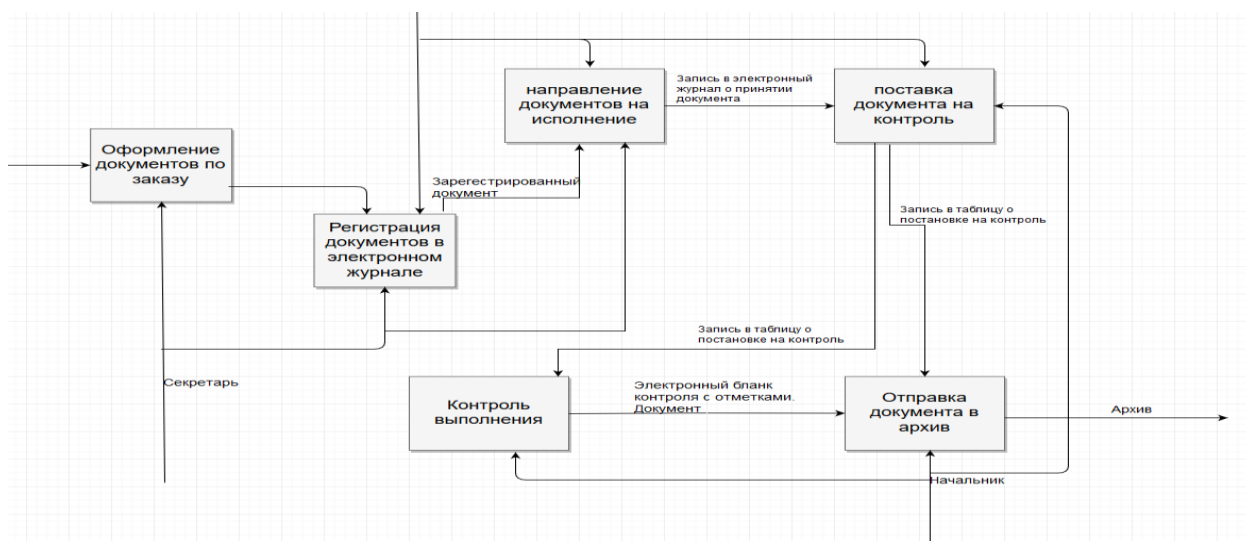 направление
документов на
исполнение
Запись в электронный
журнал о принятии
документа
поставка
документа на
контроль
Оформление
документов по
заказу
Зарегестрированный
документ
Запись в таблицу о
постановке на контроль
Регистрация
документов в
электронном
журнале
Запись в таблицу о
постановке на контроль
Секретарь
Контроль
выполнения
Электронный бланк
контроля с отметками.
Документ
Отправка
документа в
архив
Архив
Начальник